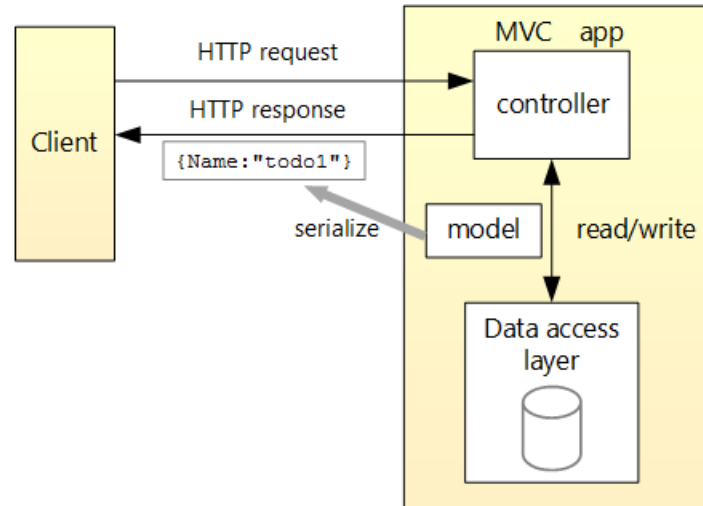 MVC app
HTTP request
controller
HTTP response
Client
{Name:"todo1"}
serialize
model
read/write
Data access
layer